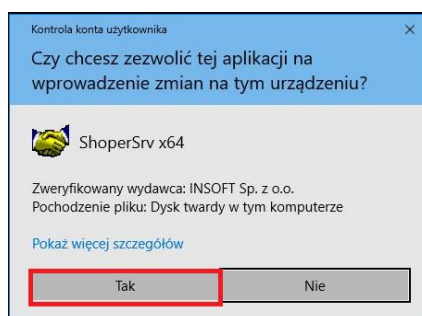 Kontrola konta użytkownika
Czy chcesz zezwolić tej aplikacji na
wprowadzenie zmian na tym urządzeniu?
ShoperSrv x64
Zweryfikowany wydawca: INSOFT Sp. z o.o.
Pochodzenie pliku: Dysk twardy w tym komputerze
Pokaż więcej szczegółów
Tak
Nie